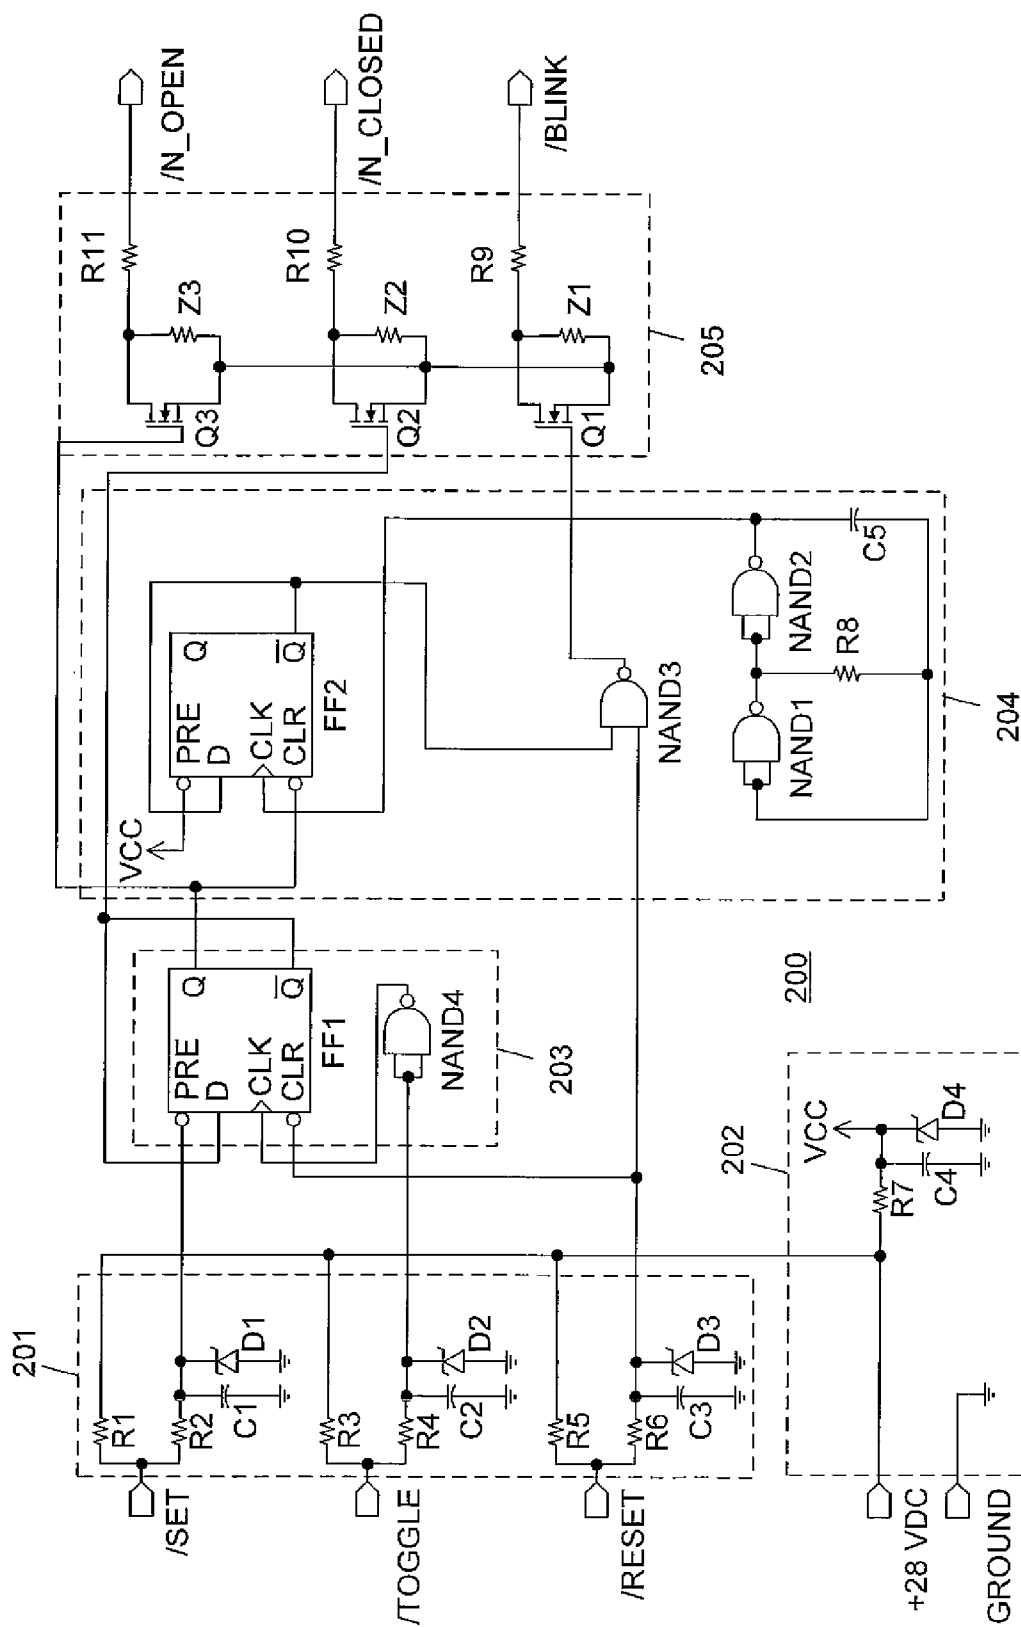 201
/SET
R1
R2
C1
D1
/TOGGLE
R3
R4
C2
D2
/RESET
R5
R6
C3
D3
202
+28 VDC
GROUND
R7
C4
D4
VCC
200
203
PRE
D
CLK
CLR
Q
Q
FF1
NAND4
204
VCC
PRE
D
CLK
CLR
Q
Q
FF2
NAND3
NAND1
NAND2
R8
C5
205
Q3
Z3
R11
/N_OPEN
Q2
Z2
R10
/N_CLOSED
Q1
Z1
R9
/BLINK